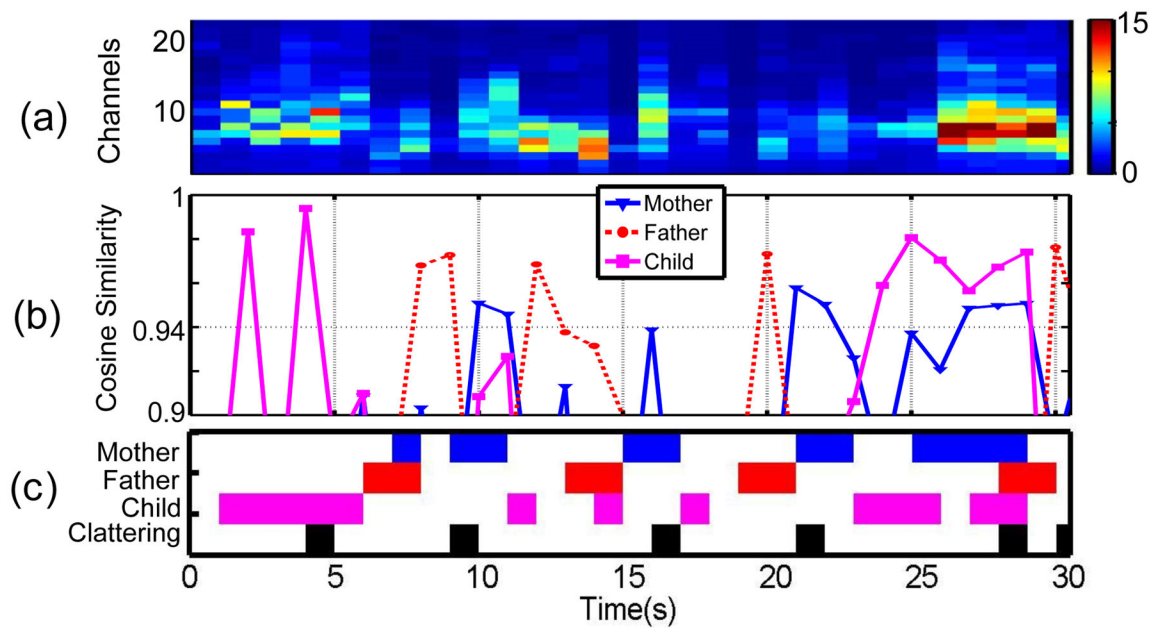 (a)
Channels
20
10
15
0
(b)
Cosine Similarity
1
0.94
0.9
Mother
Father
Child
(c)
Mother
Father
Child
Clattering
0 5 10 15 20 25 30
Time(s)